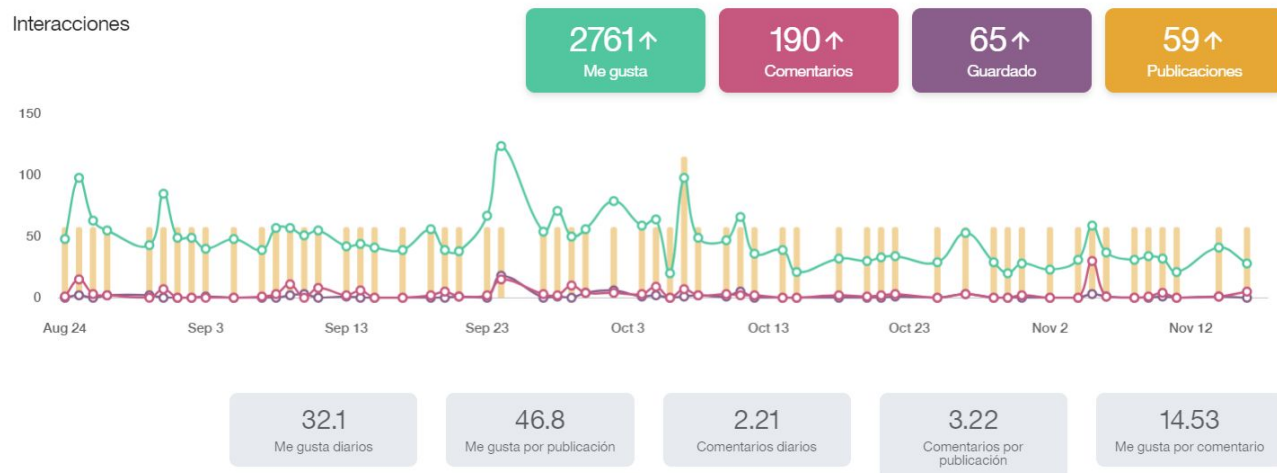 Interacciones
2761↑
Me gusta
190↑
Comentarios
65↑
Guardado
59↑
Publicaciones
150
100
50
0
Aug 24
Sep 3
Sep 13
Sep 23
Oct 3
Oct 13
Oct 23
Nov 2
Nov 12
32.1
Me gusta diarios
46.8
Me gusta por publicación
2.21
Comentarios diarios
3.22
Comentarios por
publicación
14.53
Me gusta por comentario